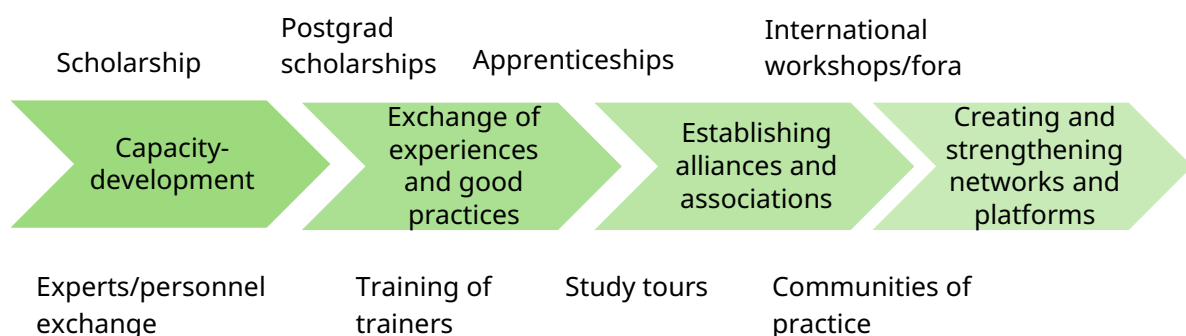 Scholarship
Postgrad
scholarships
Apprenticeships
International
workshops/fora
Capacity-
development
Exchange of
experiences
and good
practices
Establishing
alliances and
associations
Creating and
strengthening
networks and
platforms
Experts/personnel
exchange
Training of
trainers
Study tours
Communities of
practice